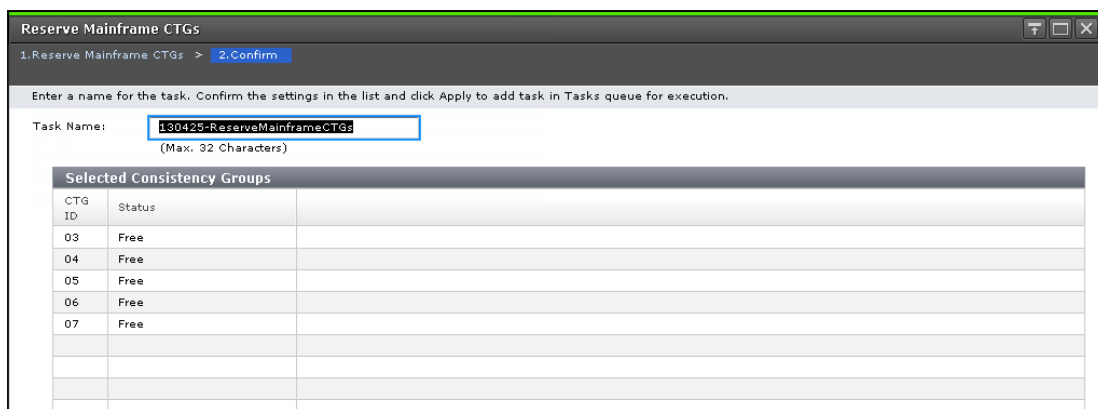 Reserve Mainframe CTGs
1.Reserve Mainframe CTGs > 2.Confirm
Enter a name for the task. Confirm the settings in the list and click Apply to add task in Tasks queue for execution.
Task Name: 130425-ReserveMainframeCTGs
(Max. 32 Characters)
Selected Consistency Groups
CTG ID Status
03 Free
04 Free
05 Free
06 Free
07 Free